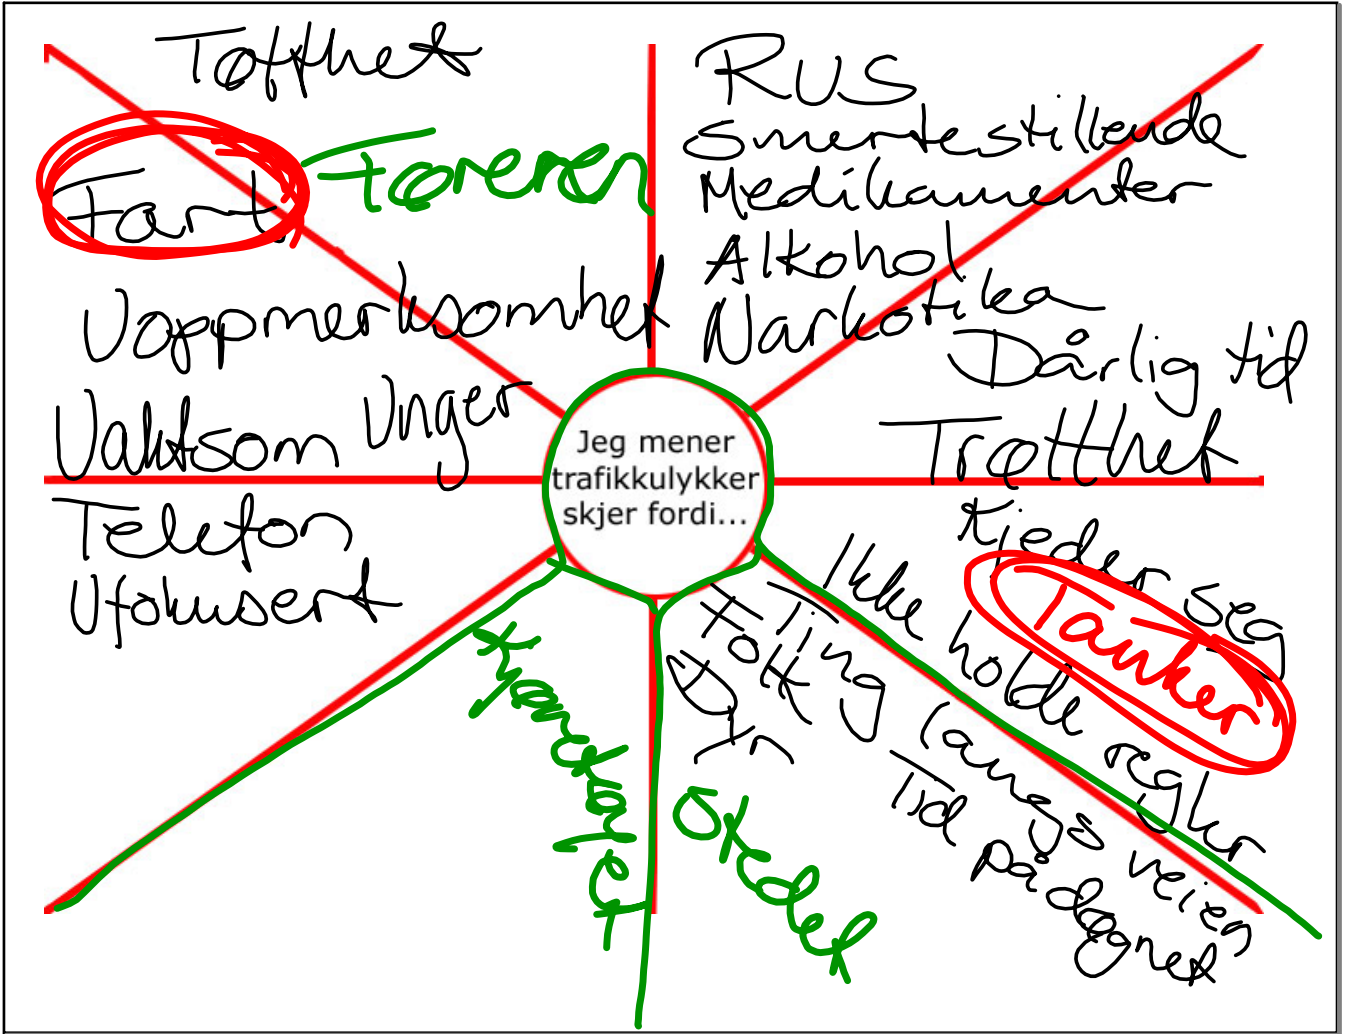 Tøffhet
Fart
Føreren
Uoppmerksomhet
Vaktsom
Unger
Telefon
Ufokusert
RUS
Smertestillende
Medikamenter
Alkohol
Narkotika
Dårlig tid
Trøtthet
Jeg mener
trafikkulykker
skjer fordi...
Kjeder seg
Tanker
Ikke holde regler
Ting langs veien
Folk
Dyr
Tid på døgnet
Kjøretøyet
Stedet